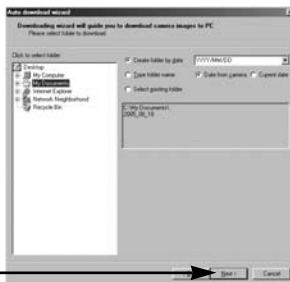 Auto download wizard
Downloading wizard will guide you to download camera images to PC
Please select folder to download.
Click to select folder
Desktop
My Computer
My Documents
Internet Explorer
Network Neighborhood
Recycle Bin
Create folder by date
YYYY/MM/DD
Type folder name
Date from camera
Current date
Select existing folder
C:\My Documents\
2005_08_18
Next >
Cancel